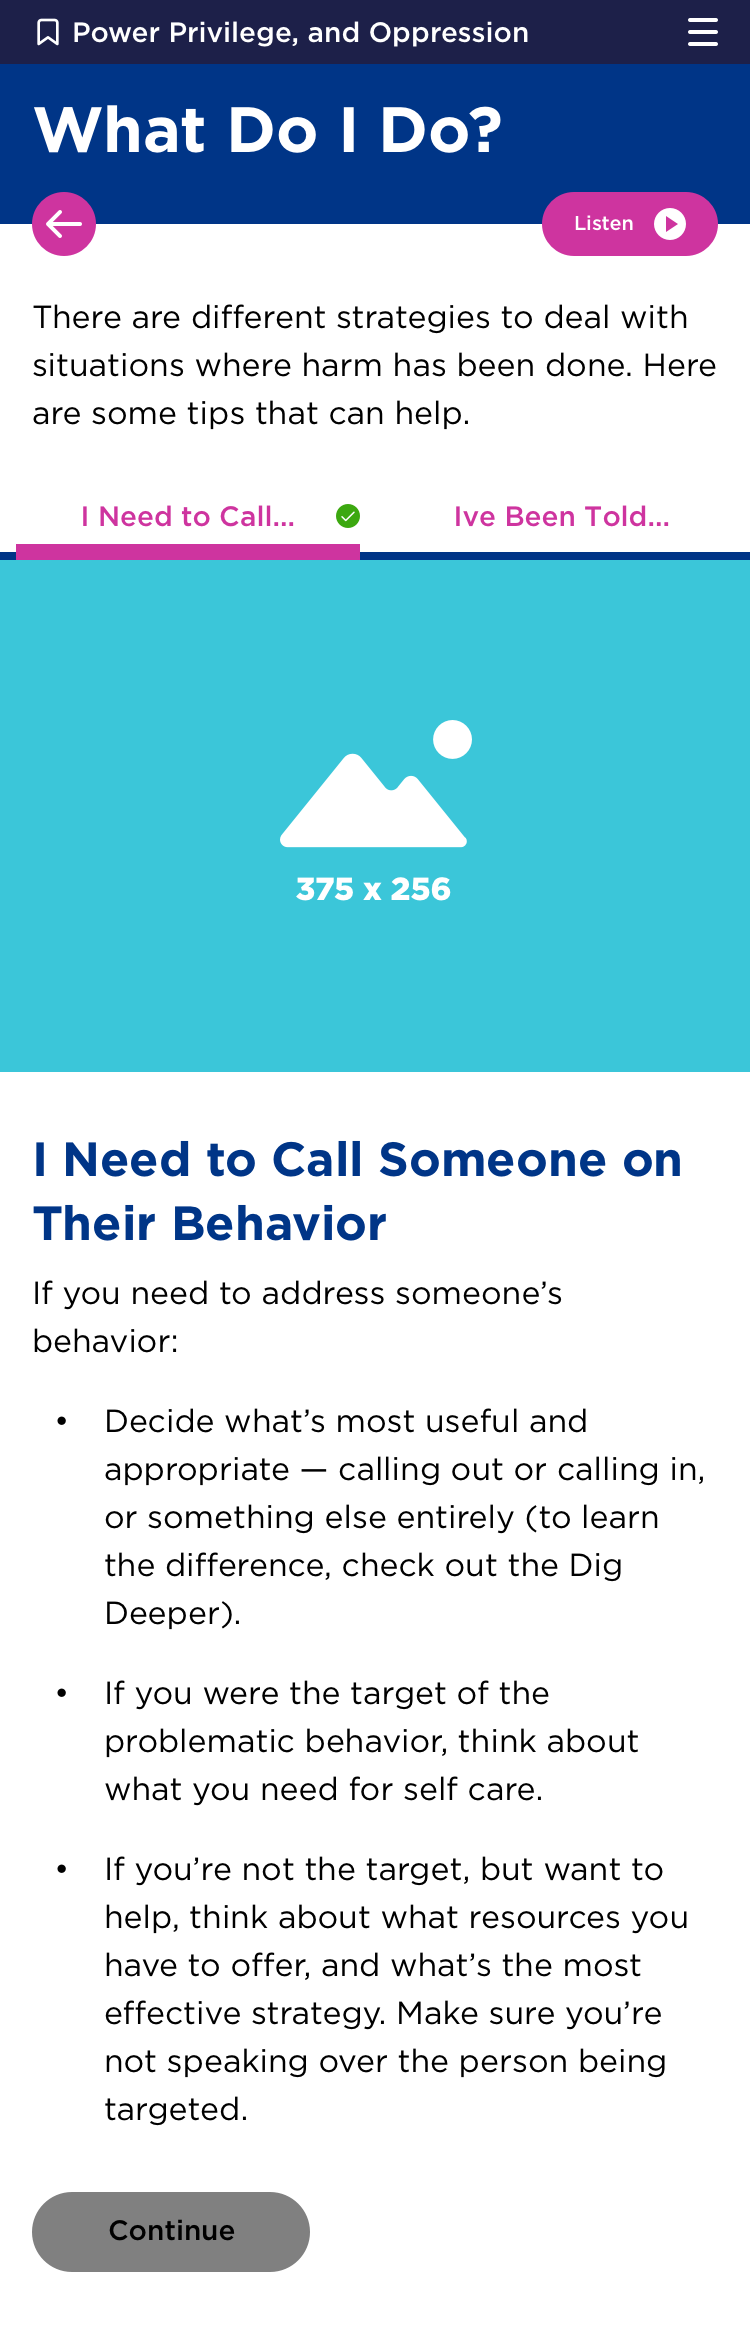 Power Privilege, and Oppression
What Do I Do?
Listen
There are different strategies to deal with
situations where harm has been done. Here
are some tips that can help.
I Need to Call...
Ive Been Told...
375 x 256
I Need to Call Someone on
Their Behavior
If you need to address someone’s
behavior:
• Decide what’s most useful and
appropriate — calling out or calling in,
or something else entirely (to learn
the difference, check out the Dig
Deeper).
• If you were the target of the
problematic behavior, think about
what you need for self care.
• If you’re not the target, but want to
help, think about what resources you
have to offer, and what’s the most
effective strategy. Make sure you’re
not speaking over the person being
targeted.
Continue